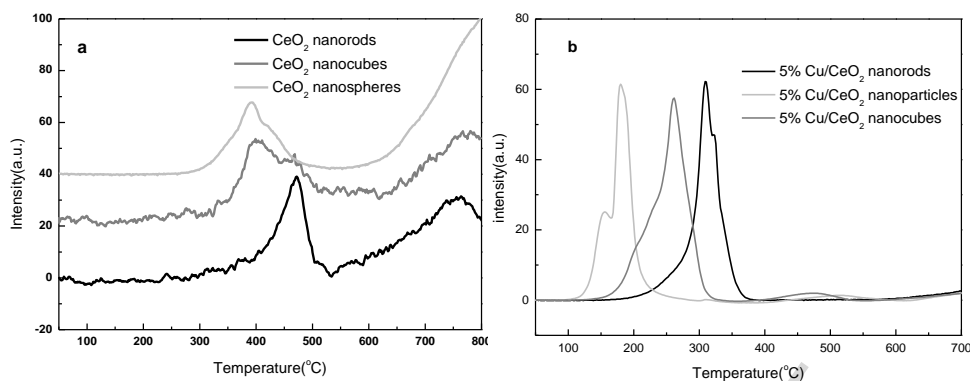 a
CeO2 nanorods
CeO2 nanocubes
CeO2 nanospheres
Intensity(a.u.)
100
80
60
40
20
0
-20
50 100 200 300 400 500 600 700 800
Temperature(°C)
b
5% Cu/CeO2 nanorods
5% Cu/CeO2 nanoparticles
5% Cu/CeO2 nanocubes
intensity(a.u.)
80
60
40
20
0
100 200 300 400 500 600 700
Temperature(°C)